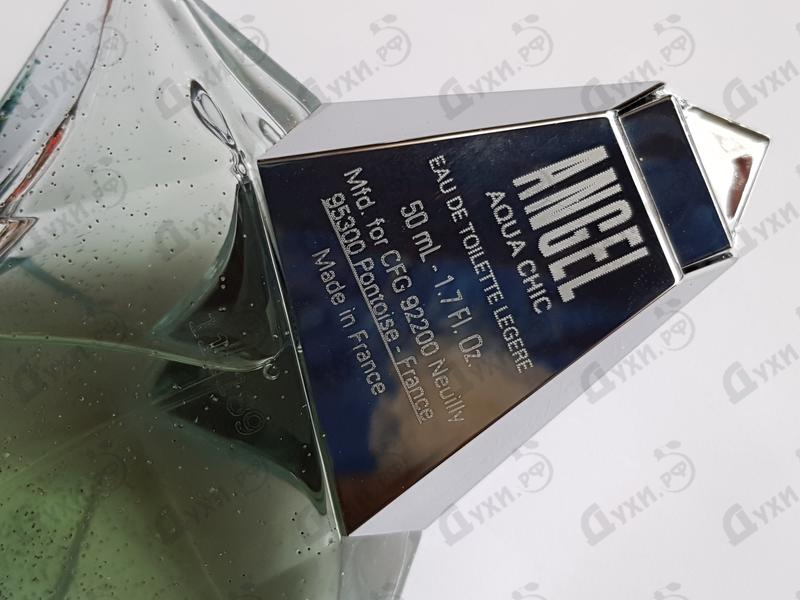 ANGEL
AQUA CHIC
EAU DE TOILETTE LEGERE
50 mL - 1.7 Fl. Oz.
Mfd. for CFG 92200 Neuilly
95300 Pontoise - France
Made in France
Духи.рф